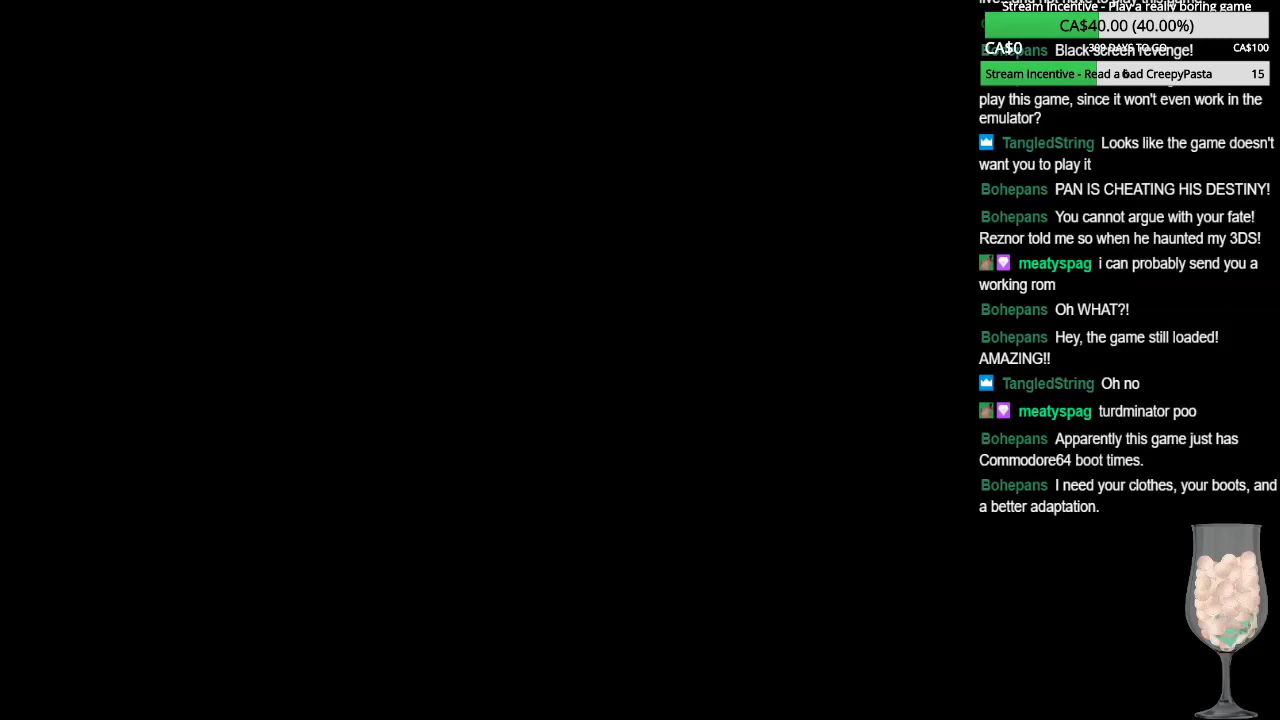 Stream Incentive - Play a really boring game
CA$40.00 (40.00%)
CA$0
CA$100
Bohepans Black screen revenge!
Stream Incentive - Read a bad CreepyPasta
6
15
play this game, since it won't even work in the
emulator?
TangledString Looks like the game doesn't
want you to play it
Bohepans PAN IS CHEATING HIS DESTINY!
Bohepans You cannot argue with your fate!
Reznor told me so when he haunted my 3DS!
meatyspag i can probably send you a
working rom
Bohepans Oh WHAT?!
Bohepans Hey, the game still loaded!
AMAZING!!
TangledString Oh no
meatyspag turdminator poo
Bohepans Apparently this game just has
Commodore64 boot times.
Bohepans I need your clothes, your boots, and
a better adaptation.